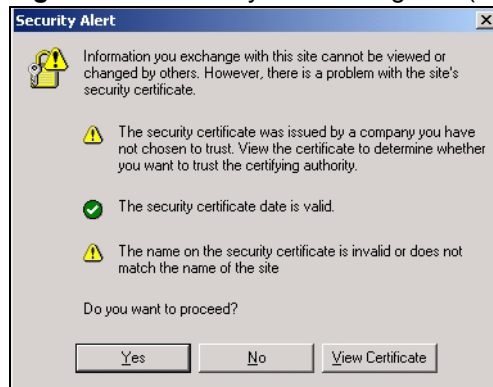 Security Alert
Information you exchange with this site cannot be viewed or
changed by others. However, there is a problem with the site's
security certificate.
The security certificate was issued by a company you have
not chosen to trust. View the certificate to determine whether
you want to trust the certifying authority.
The security certificate date is valid.
The name on the security certificate is invalid or does not
match the name of the site
Do you want to proceed?
Yes No View Certificate